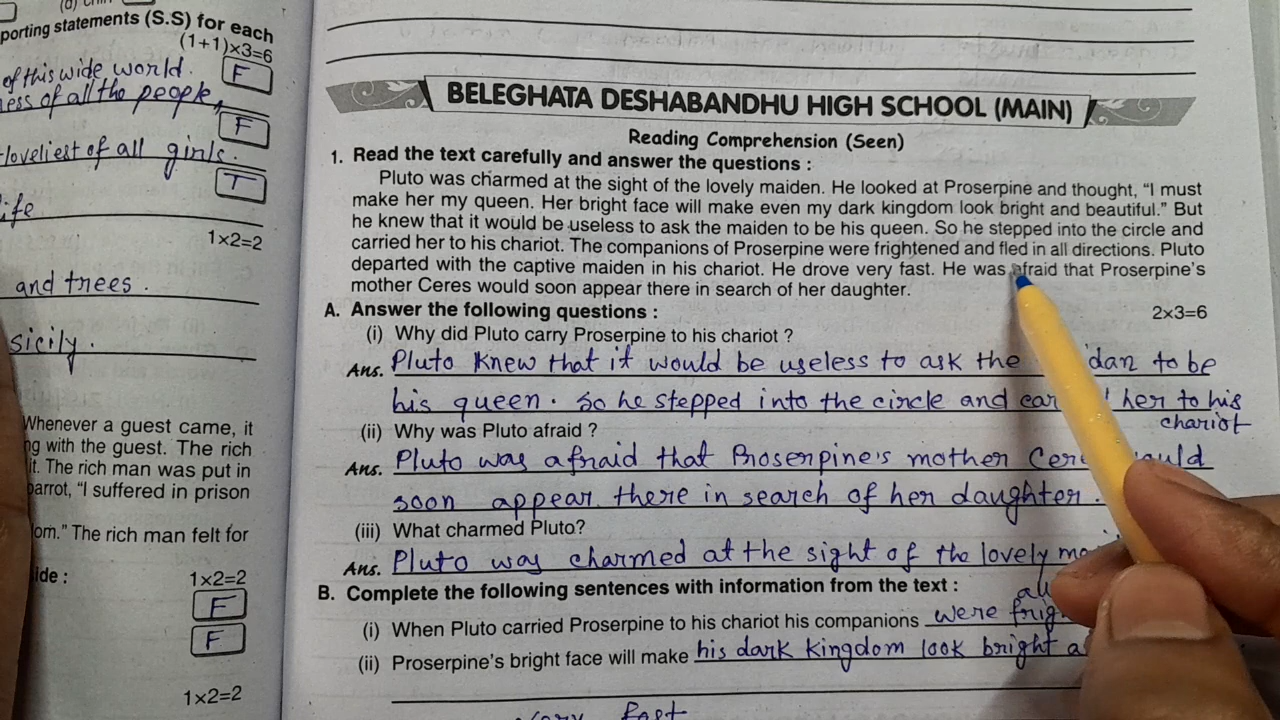 porting statements (S.S) for each
(1+1)×3=6
of this wide world.
F
ess of all the people,
F
loveliest of all girls.
T
life
1×2=2
and trees.
sicily.
Whenever a guest came, it
ng with the guest. The rich
it. The rich man was put in
parrot, "I suffered in prison
dom." The rich man felt for
ide :
1×2=2
F
F
1×2=2
BELEGHATA DESHABANDHU HIGH SCHOOL (MAIN)
Reading Comprehension (Seen)
1. Read the text carefully and answer the questions :
Pluto was charmed at the sight of the lovely maiden. He looked at Proserpine and thought, "I must
make her my queen. Her bright face will make even my dark kingdom look bright and beautiful." But
he knew that it would be useless to ask the maiden to be his queen. So he stepped into the circle and
carried her to his chariot. The companions of Proserpine were frightened and fled in all directions. Pluto
departed with the captive maiden in his chariot. He drove very fast. He was afraid that Proserpine's
mother Ceres would soon appear there in search of her daughter.
A. Answer the following questions :
2×3=6
(i) Why did Pluto carry Proserpine to his chariot ?
Ans. Pluto knew that it would be useless to ask the dan to be
his queen. So he stepped into the circle and car her to his
chariot
(ii) Why was Pluto afraid ?
Ans. Pluto was afraid that Proserpine's mother Cere ould
soon appear there in search of her daughter.
(iii) What charmed Pluto?
Ans. Pluto was charmed at the sight of the lovely ma
B. Complete the following sentences with information from the text :
all
(i) When Pluto carried Proserpine to his chariot his companions were frigh
(ii) Proserpine's bright face will make his dark kingdom look bright a
very fast